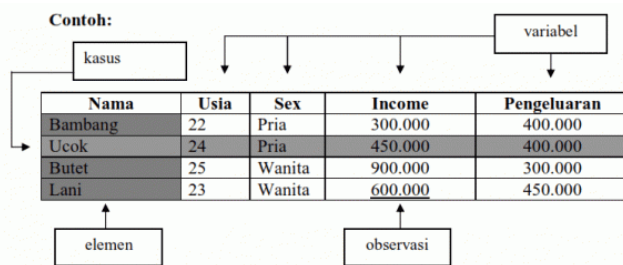 Contoh:
variabel
kasus
Nama Usia Sex Income Pengeluaran
Bambang 22 Pria 300.000 400.000
Ucok 24 Pria 450.000 400.000
Butet 25 Wanita 900.000 300.000
Lani 23 Wanita 600.000 450.000
elemen observasi